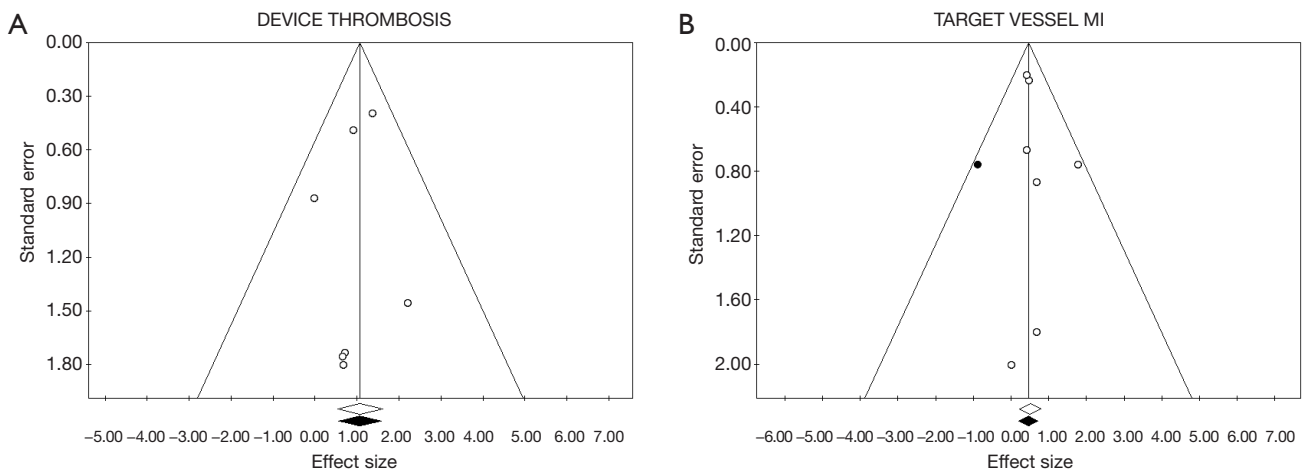 A
DEVICE THROMBOSIS
0.00
0.30
0.60
0.90
1.20
1.50
1.80
Standard error
−5.00 −4.00 −3.00 −2.00 −1.00 0.00 1.00 2.00 3.00 4.00 5.00 6.00 7.00
Effect size
B
TARGET VESSEL MI
0.00
0.40
0.80
1.20
1.60
2.00
Standard error
−6.00 −5.00 −4.00 −3.00 −2.00 −1.00 0.00 1.00 2.00 3.00 4.00 5.00 6.00 7.00
Effect size